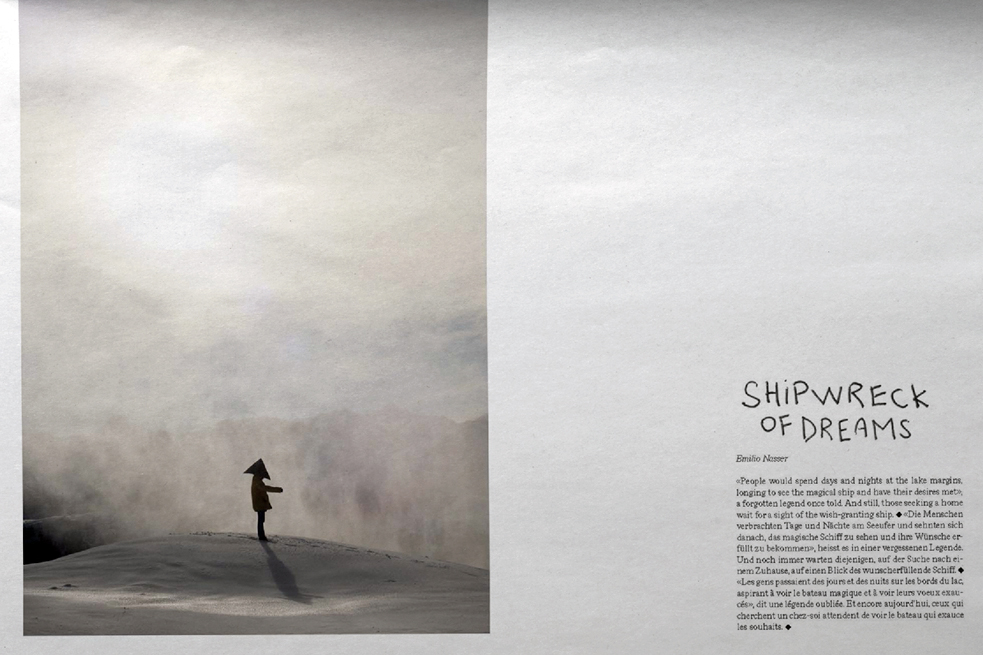 SHiPWRECK
OF DREAMS
Emilio Nasser
«People would spend days and nights at the lake margins,
longing to see the magical ship and have their desires met»,
a forgotten legend once told. And still, those seeking a home
wait for a sight of the wish-granting ship. ◆ «Die Menschen
verbrachten Tage und Nächte am Seeufer und sehnten sich
danach, das magische Schiff zu sehen und ihre Wünsche er-
füllt zu bekommen», heisst es in einer vergessenen Legende.
Und noch immer warten diejenigen, auf der Suche nach ei-
nem Zuhause, auf einen Blick des wunscherfüllende Schiff. ◆
«Les gens passaient des jours et des nuits sur les bords du lac,
aspirant à voir le bateau magique et à voir leurs voeux exau-
cés», dit une légende oubliée. Et encore aujourd'hui, ceux qui
cherchent un chez-soi attendent de voir le bateau qui exauce
les souhaits. ◆